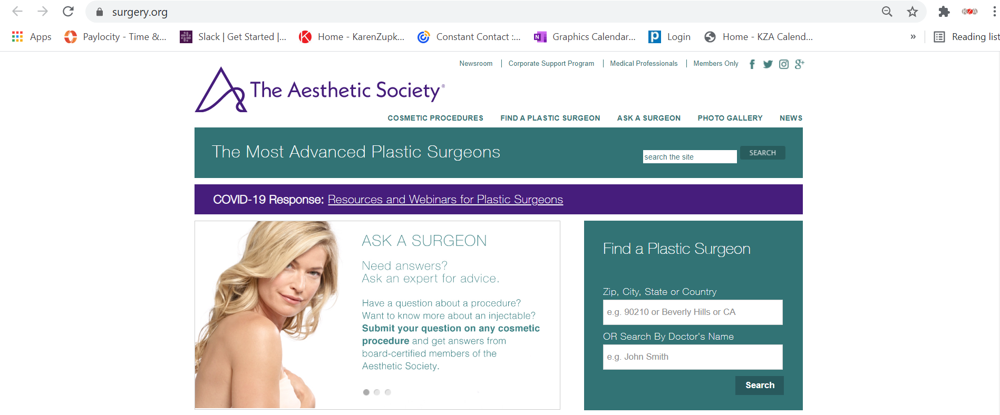 surgery.org
KZA
Apps
Paylocity - Time &...
Slack | Get Started |...
Home - KarenZupk...
Constant Contact :...
Graphics Calendar...
Login
Home - KZA Calend...
»
Reading list
Newsroom | Corporate Support Program | Medical Professionals | Members Only
The Aesthetic Society®
COSMETIC PROCEDURES FIND A PLASTIC SURGEON ASK A SURGEON PHOTO GALLERY NEWS
The Most Advanced Plastic Surgeons
search the site
SEARCH
COVID-19 Response: Resources and Webinars for Plastic Surgeons
ASK A SURGEON
Need answers?
Ask an expert for advice.
Have a question about a procedure?
Want to know more about an injectable?
Submit your question on any cosmetic
procedure and get answers from
board-certified members of the
Aesthetic Society.
Find a Plastic Surgeon
Zip, City, State or Country
e.g. 90210 or Beverly Hills or CA
OR Search By Doctor's Name
e.g. John Smith
Search